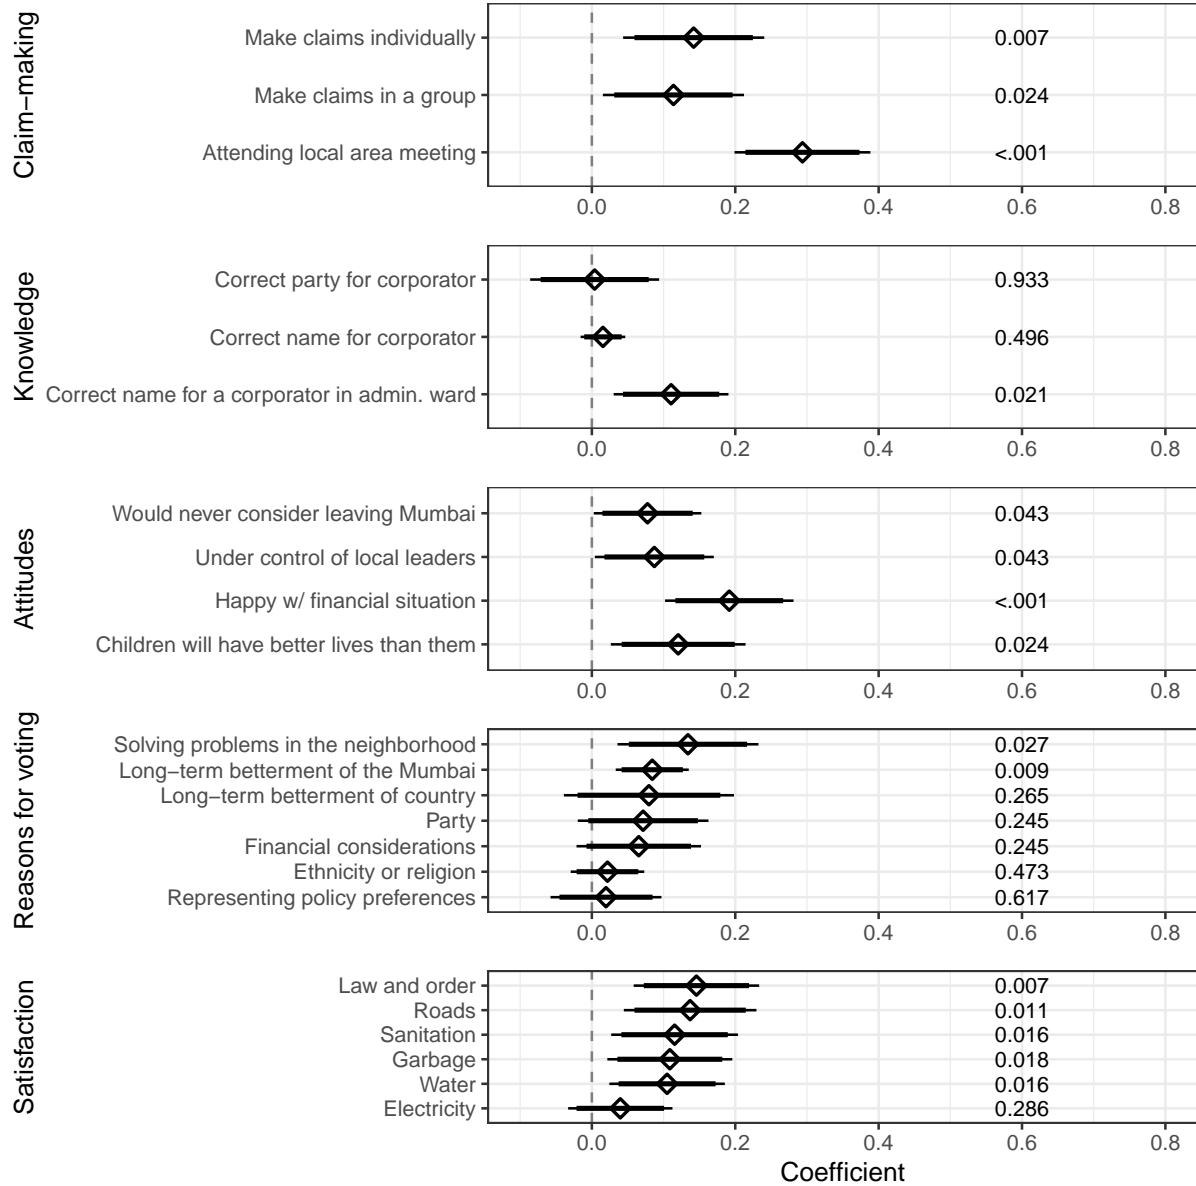 Claim−making
Make claims individually 0.007
Make claims in a group 0.024
Attending local area meeting <.001
0.0 0.2 0.4 0.6 0.8
Knowledge
Correct party for corporator 0.933
Correct name for corporator 0.496
Correct name for a corporator in admin. ward 0.021
0.0 0.2 0.4 0.6 0.8
Attitudes
Would never consider leaving Mumbai 0.043
Under control of local leaders 0.043
Happy w/ financial situation <.001
Children will have better lives than them 0.024
0.0 0.2 0.4 0.6 0.8
Reasons for voting
Solving problems in the neighborhood 0.027
Long−term betterment of the Mumbai 0.009
Long−term betterment of country 0.265
Party 0.245
Financial considerations 0.245
Ethnicity or religion 0.473
Representing policy preferences 0.617
0.0 0.2 0.4 0.6 0.8
Satisfaction
Law and order 0.007
Roads 0.011
Sanitation 0.016
Garbage 0.018
Water 0.016
Electricity 0.286
0.0 0.2 0.4 0.6 0.8
Coefficient